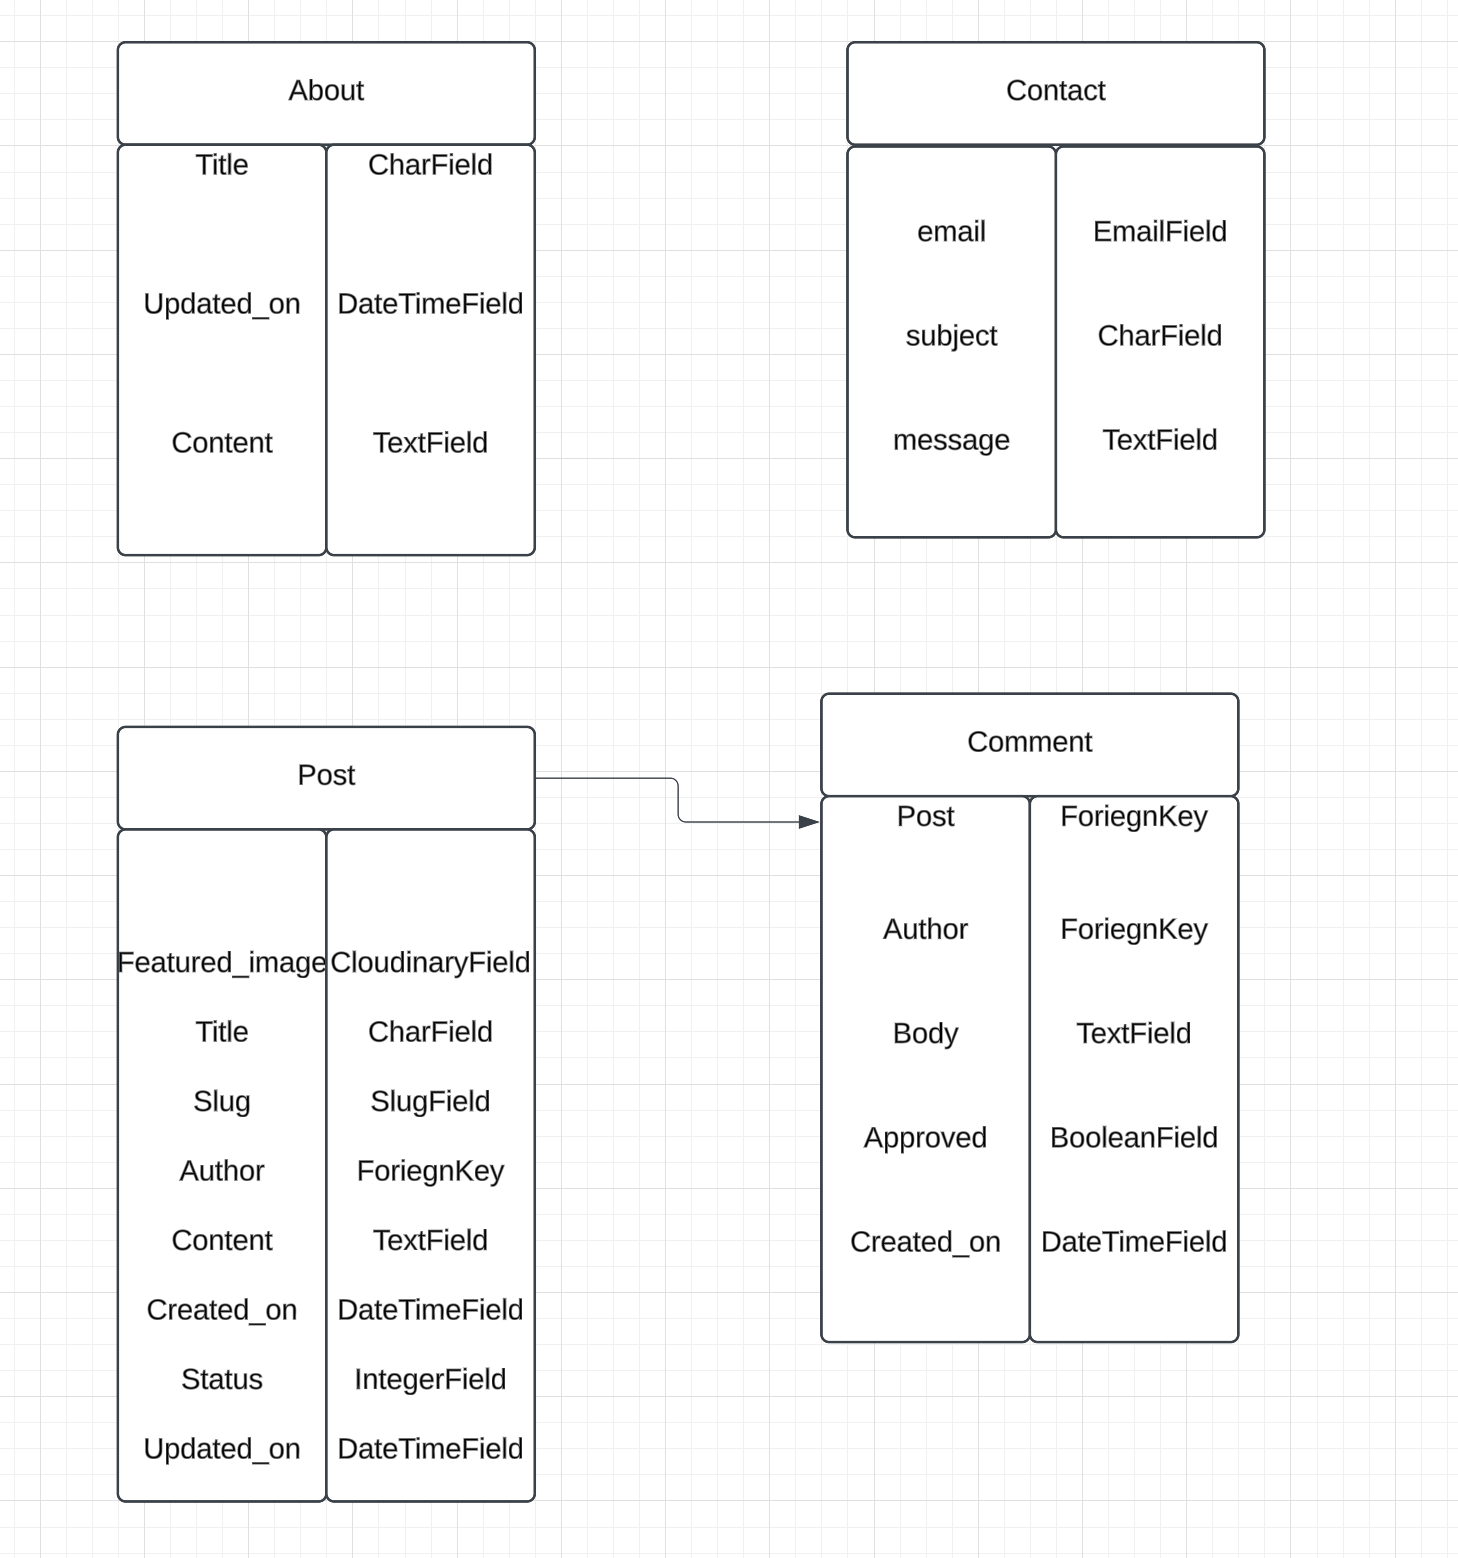 About
Title CharField
Updated_on DateTimeField
Content TextField
Contact
email EmailField
subject CharField
message TextField
Post
Featured_image CloudinaryField
Title CharField
Slug SlugField
Author ForiegnKey
Content TextField
Created_on DateTimeField
Status IntegerField
Updated_on DateTimeField
Comment
Post ForiegnKey
Author ForiegnKey
Body TextField
Approved BooleanField
Created_on DateTimeField